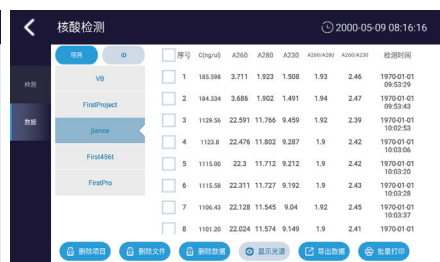 核酸检测
2000-05-09 08:16:16
检测
数据
项目
ID
VB
FirstProject
jiance
First456t
FirstPro
序号 C(ng/ul) A260 A280 A230 A260/A280 A260/A230 检测时间
1 185.598 3.711 1.923 1.508 1.93 2.46 1970-01-01 09:53:29
2 184.334 3.686 1.902 1.491 1.94 2.47 1970-01-01 09:53:43
3 1129.56 22.591 11.766 9.459 1.92 2.39 1970-01-01 10:02:53
4 1123.8 22.476 11.802 9.287 1.9 2.42 1970-01-01 10:03:06
5 1115.00 22.3 11.712 9.212 1.9 2.42 1970-01-01 10:03:20
6 1115.58 22.311 11.727 9.192 1.9 2.43 1970-01-01 10:03:28
7 1106.43 22.128 11.545 9.04 1.92 2.45 1970-01-01 10:03:37
8 1101.20 22.024 11.574 9.149 1.9 2.41 1970-01-01
删除项目
删除文件
删除数据
显示光谱
导出数据
批量打印